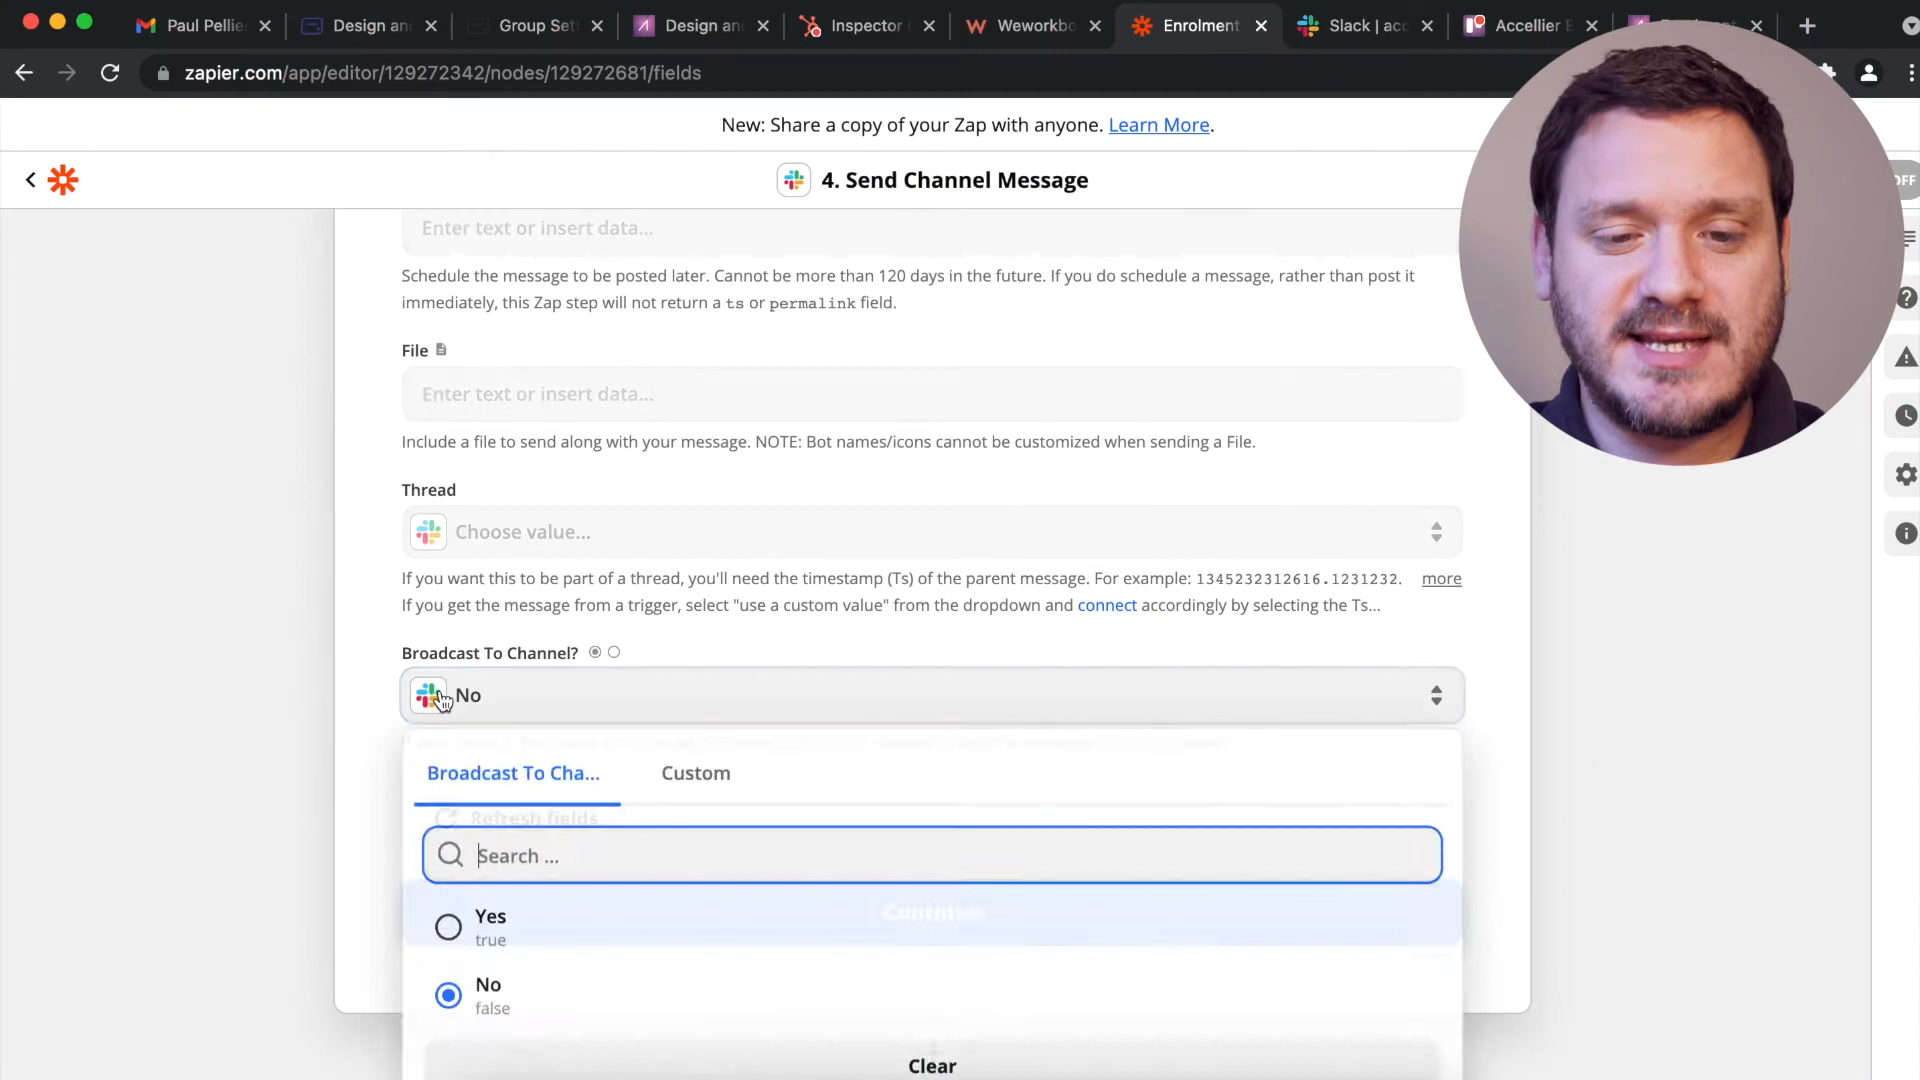 Paul Pellie
Design an
Group Set
Design and
Inspector
Weworkbo
Enrolment
Slack | acc
Accellier E
zapier.com/app/editor/129272342/nodes/129272681/fields
New: Share a copy of your Zap with anyone. Learn More.
4. Send Channel Message
OFF
Enter text or insert data...
Schedule the message to be posted later. Cannot be more than 120 days in the future. If you do schedule a message, rather than post it
immediately, this Zap step will not return a ts or permalink field.
File
Enter text or insert data...
Include a file to send along with your message. NOTE: Bot names/icons cannot be customized when sending a File.
Thread
Choose value...
If you want this to be part of a thread, you'll need the timestamp (Ts) of the parent message. For example: 1345232312616.1231232. more
If you get the message from a trigger, select "use a custom value" from the dropdown and connect accordingly by selecting the Ts...
Broadcast To Channel?
No
Broadcast To Cha...
Custom
Refresh fields
Search ...
Continue
Yes
true
No
false
Clear